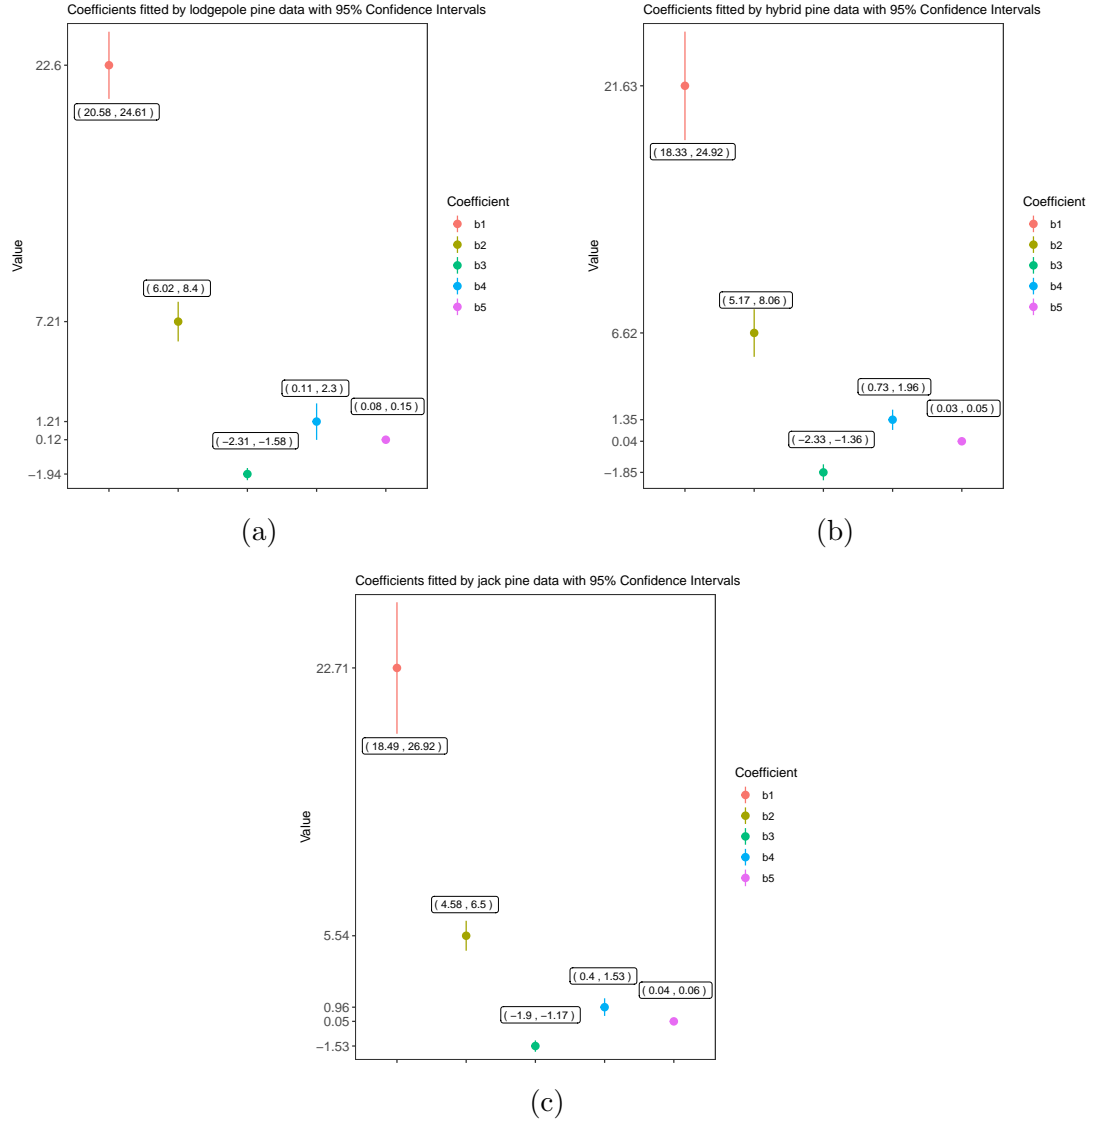 Coefficients fitted by lodgepole pine data with 95% Confidence Intervals
22.6
7.21
1.21
0.12
−1.94
Value
( 20.58 , 24.61 )
( 6.02 , 8.4 )
( −2.31 , −1.58 )
( 0.11 , 2.3 )
( 0.08 , 0.15 )
Coefficient
b1
b2
b3
b4
b5
(a)
Coefficients fitted by hybrid pine data with 95% Confidence Intervals
21.63
6.62
1.35
0.04
−1.85
Value
( 18.33 , 24.92 )
( 5.17 , 8.06 )
( −2.33 , −1.36 )
( 0.73 , 1.96 )
( 0.03 , 0.05 )
Coefficient
b1
b2
b3
b4
b5
(b)
Coefficients fitted by jack pine data with 95% Confidence Intervals
22.71
5.54
0.96
0.05
−1.53
Value
( 18.49 , 26.92 )
( 4.58 , 6.5 )
( −1.9 , −1.17 )
( 0.4 , 1.53 )
( 0.04 , 0.06 )
Coefficient
b1
b2
b3
b4
b5
(c)